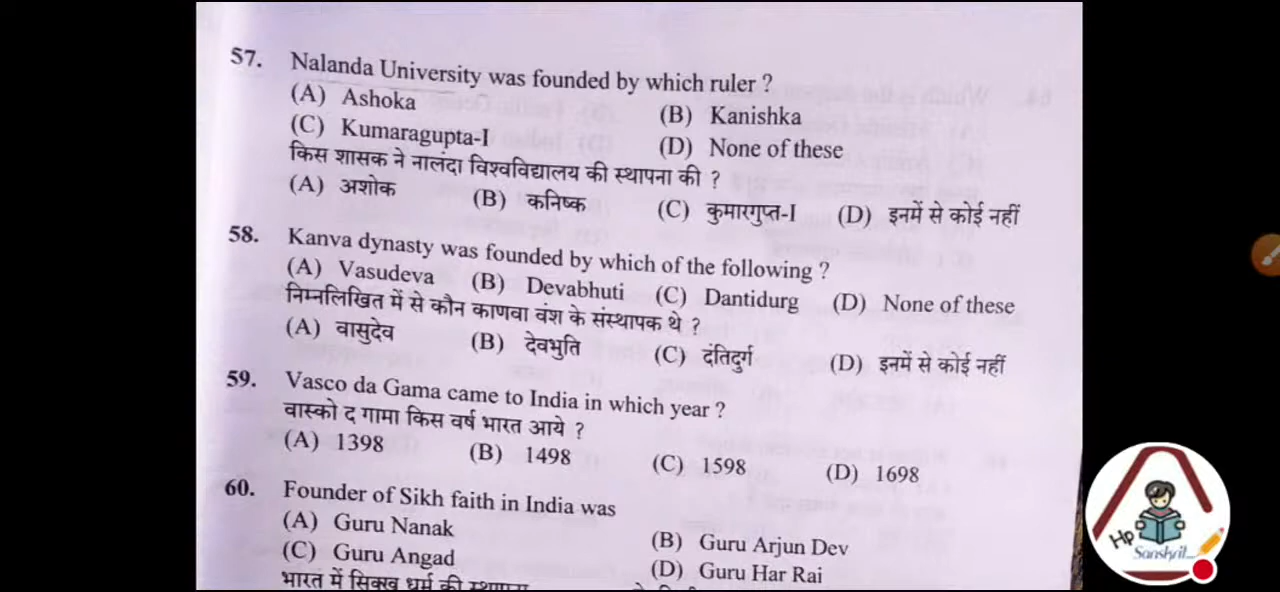 57. Nalanda University was founded by which ruler ?
(A) Ashoka (B) Kanishka
(C) Kumaragupta-I (D) None of these
किस शासक ने नालंदा विश्वविद्यालय की स्थापना की ?
(A) अशोक (B) कनिष्क (C) कुमारगुप्त-I (D) इनमें से कोई नहीं
58. Kanva dynasty was founded by which of the following ?
(A) Vasudeva (B) Devabhuti (C) Dantidurg (D) None of these
निम्नलिखित में से कौन काणवा वंश के संस्थापक थे ?
(A) वासुदेव (B) देवभुति (C) दंतिदुर्ग (D) इनमें से कोई नहीं
59. Vasco da Gama came to India in which year ?
वास्को द गामा किस वर्ष भारत आये ?
(A) 1398 (B) 1498 (C) 1598 (D) 1698
60. Founder of Sikh faith in India was
(A) Guru Nanak (B) Guru Arjun Dev
(C) Guru Angad (D) Guru Har Rai
भारत में सिक्ख धर्म की स्थापना
Hp